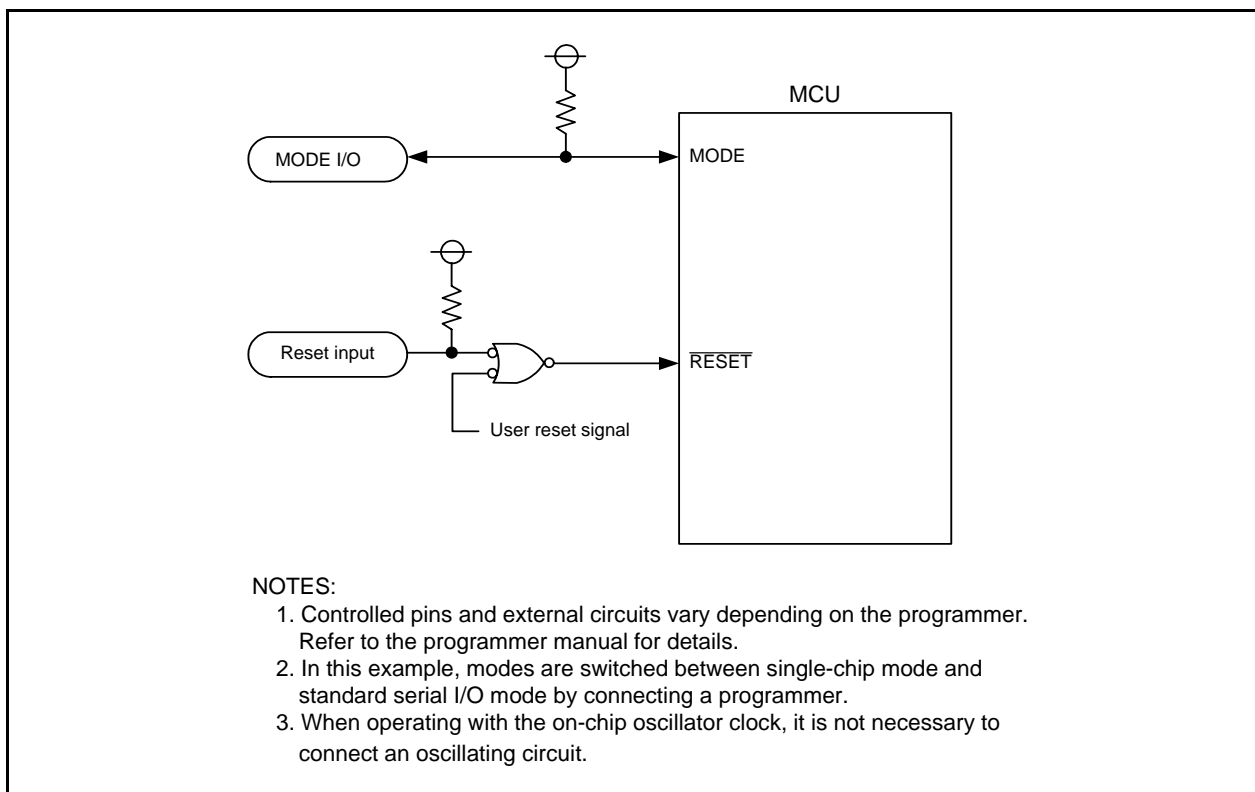 MCU
MODE I/O
MODE
Reset input
RESET
User reset signal
NOTES:
1. Controlled pins and external circuits vary depending on the programmer.
Refer to the programmer manual for details.
2. In this example, modes are switched between single-chip mode and
standard serial I/O mode by connecting a programmer.
3. When operating with the on-chip oscillator clock, it is not necessary to
connect an oscillating circuit.